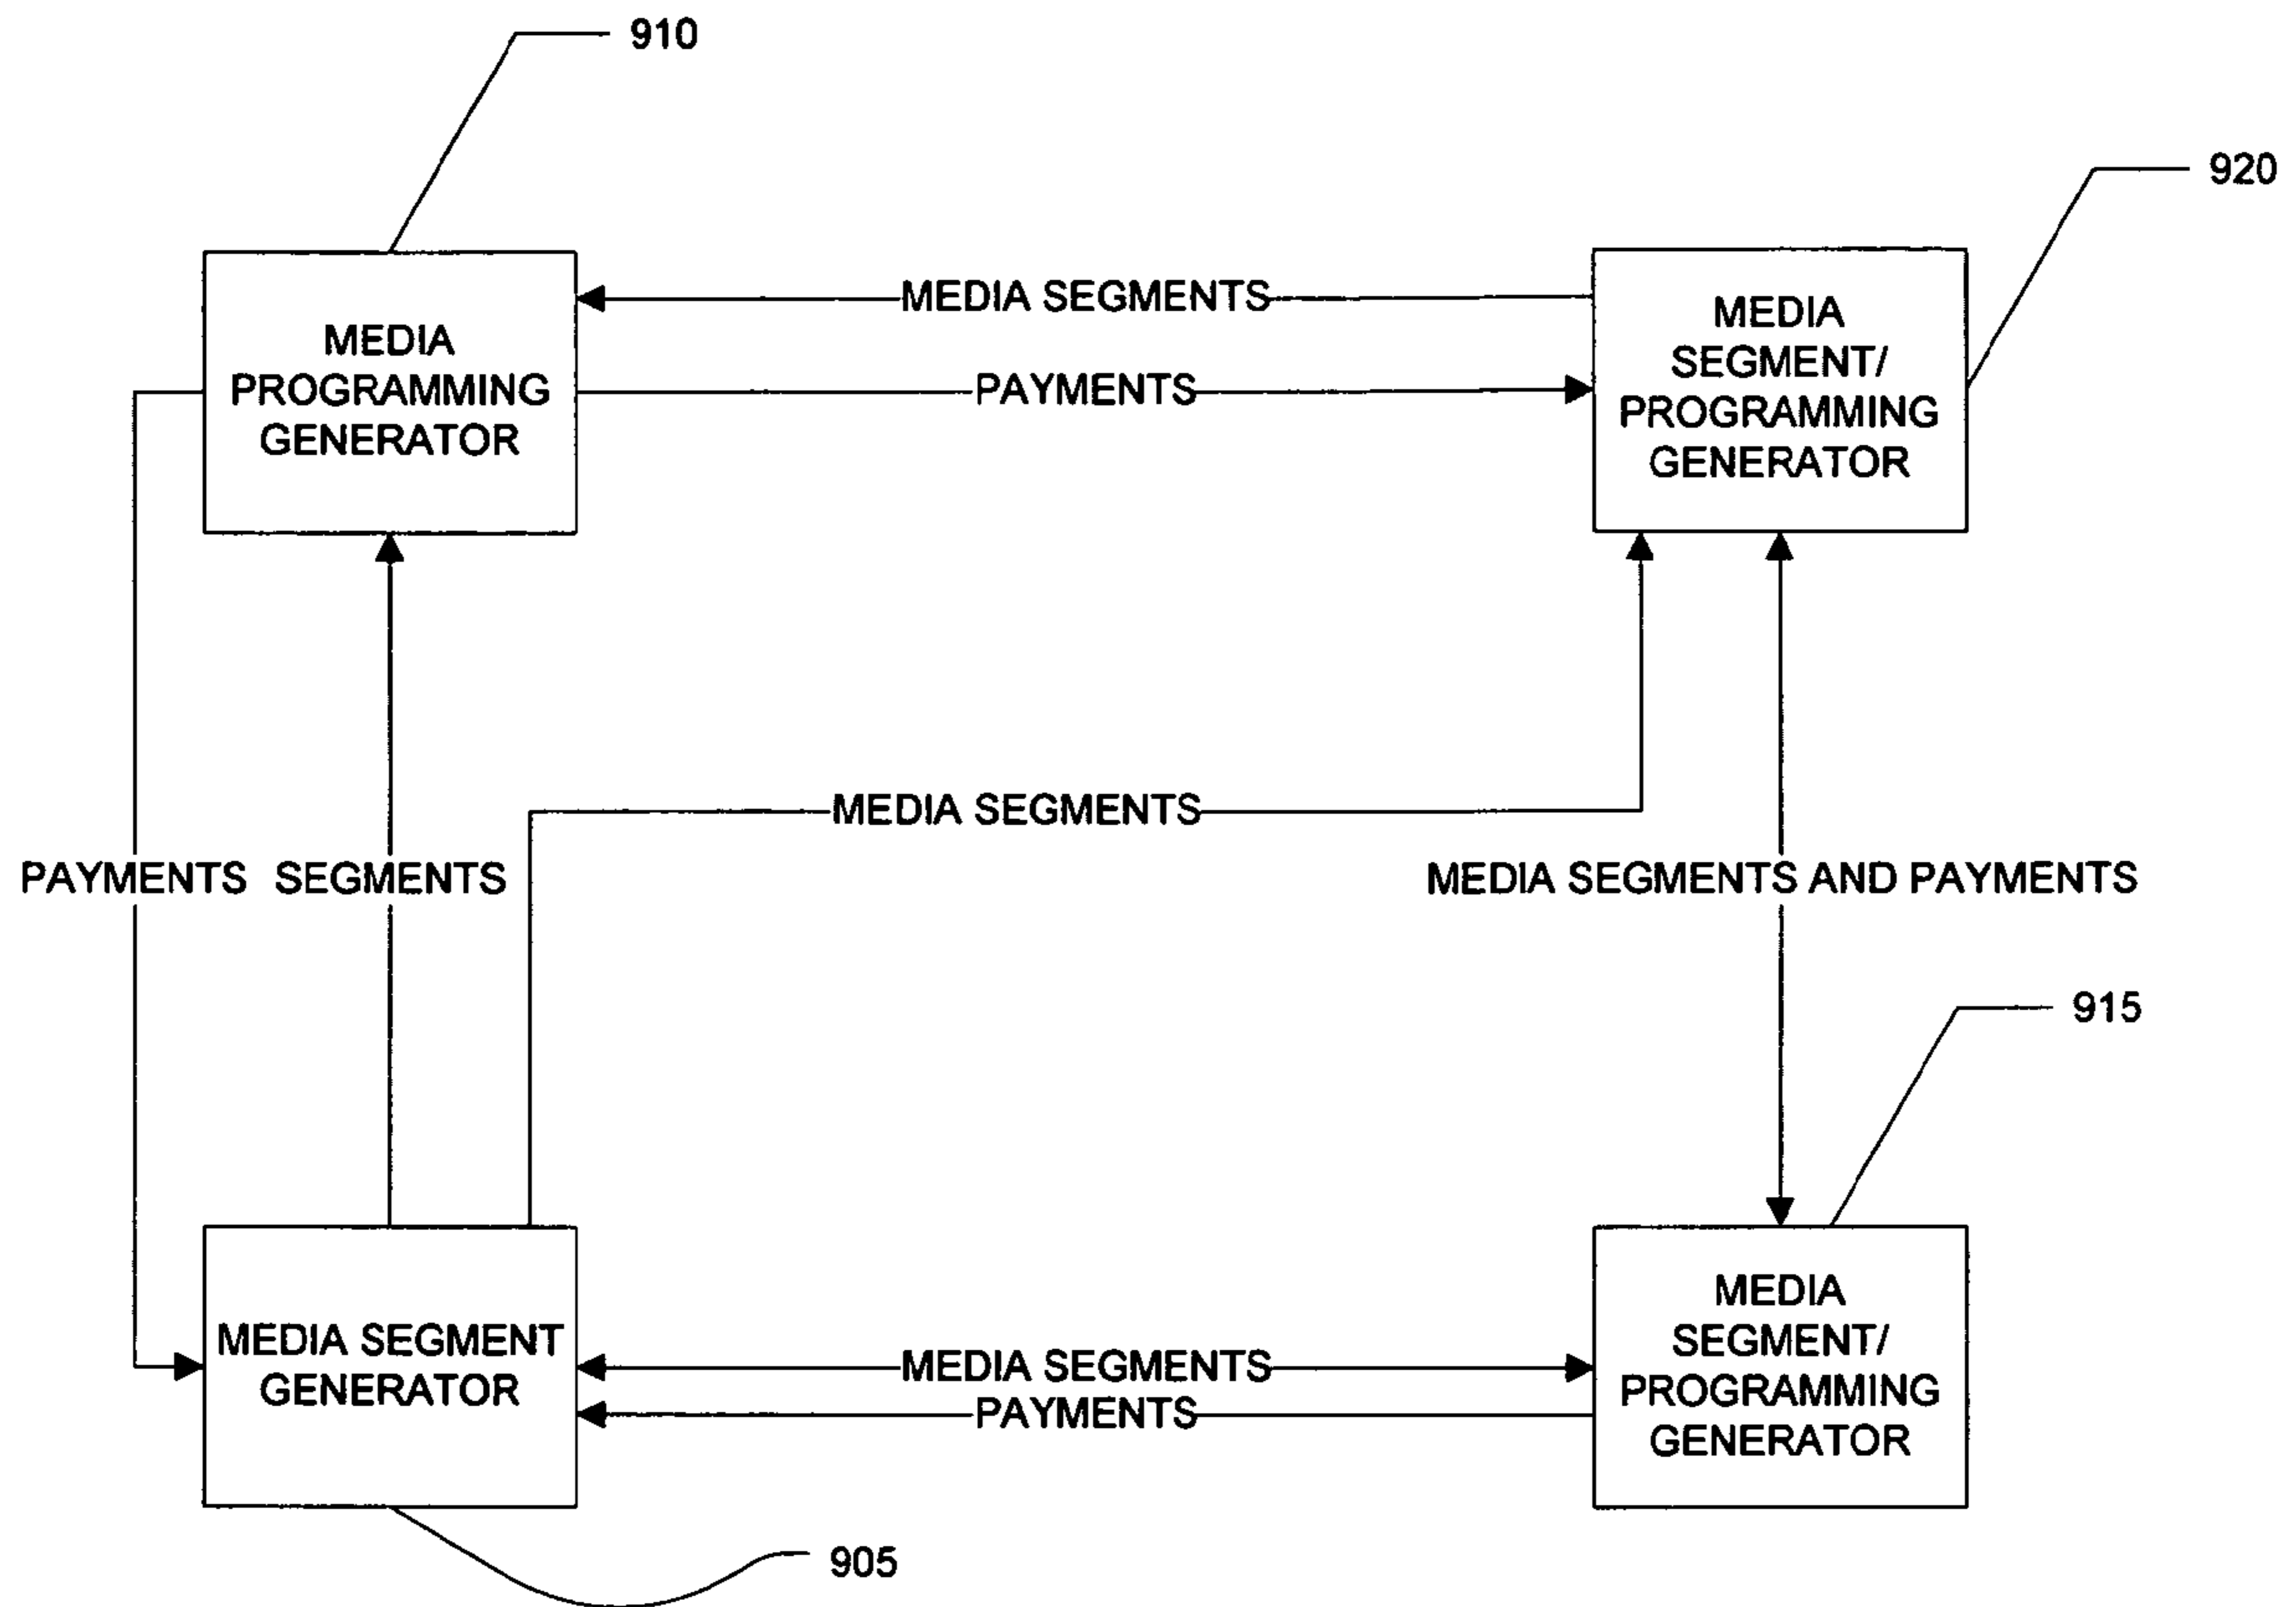 910
920
MEDIA
PROGRAMMING
GENERATOR
MEDIA SEGMENTS
PAYMENTS
MEDIA
SEGMENT/
PROGRAMMING
GENERATOR
MEDIA SEGMENTS
PAYMENTS
SEGMENTS
MEDIA SEGMENTS AND PAYMENTS
915
MEDIA SEGMENT
GENERATOR
MEDIA SEGMENTS
PAYMENTS
MEDIA
SEGMENT/
PROGRAMMING
GENERATOR
905